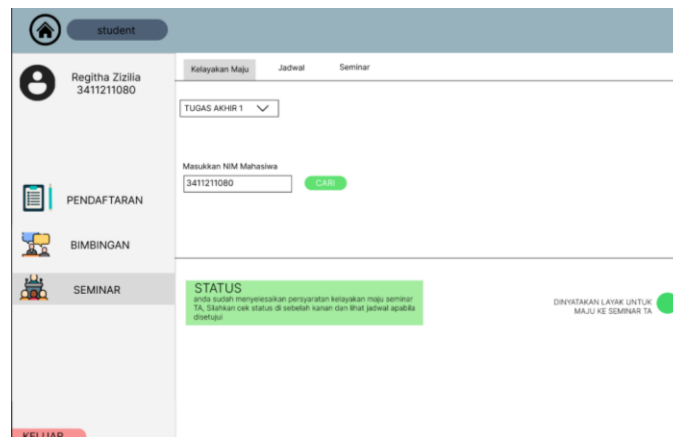 student
Regitha Zizilia
3411211080
PENDAFTARAN
BIMBINGAN
SEMINAR
KELUAR
Kelayakan Maju
Jadwal
Seminar
TUGAS AKHIR 1
Masukkan NIM Mahasiwa
3411211080
CARI
STATUS
anda sudah menyelesaikan persyaratan kelayakan maju seminar
TA, Silahkan cek status di sebelah kanan dan lihat jadwal apabila
disetujui
DINYATAKAN LAYAK UNTUK
MAJU KE SEMINAR TA